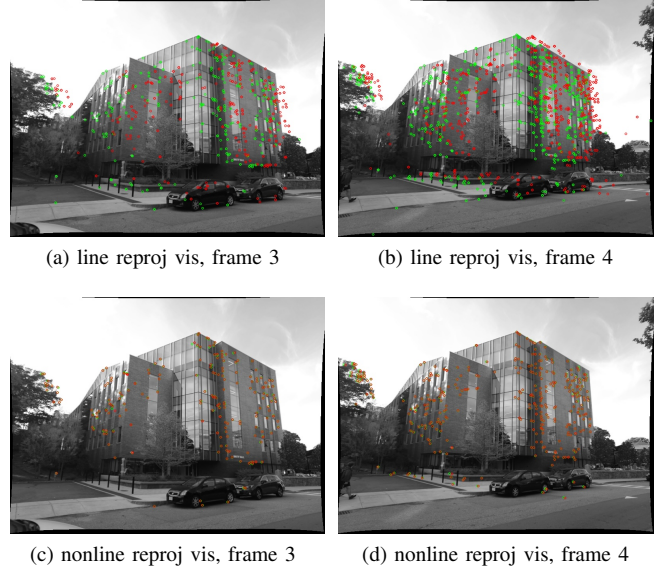 (a) line reproj vis, frame 3
(b) line reproj vis, frame 4
(c) nonline reproj vis, frame 3
(d) nonline reproj vis, frame 4